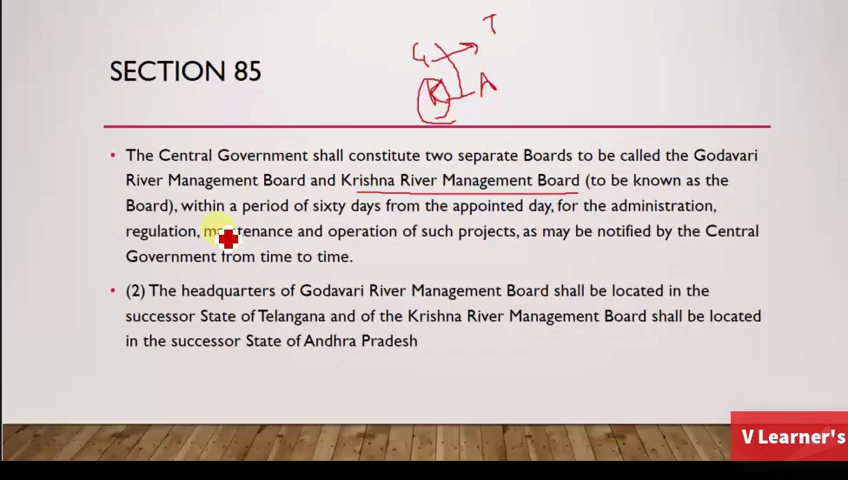 T
G
K A
SECTION 85
• The Central Government shall constitute two separate Boards to be called the Godavari
River Management Board and Krishna River Management Board (to be known as the
Board), within a period of sixty days from the appointed day, for the administration,
regulation, maintenance and operation of such projects, as may be notified by the Central
Government from time to time.
• (2) The headquarters of Godavari River Management Board shall be located in the
successor State of Telangana and of the Krishna River Management Board shall be located
in the successor State of Andhra Pradesh
V Learner's